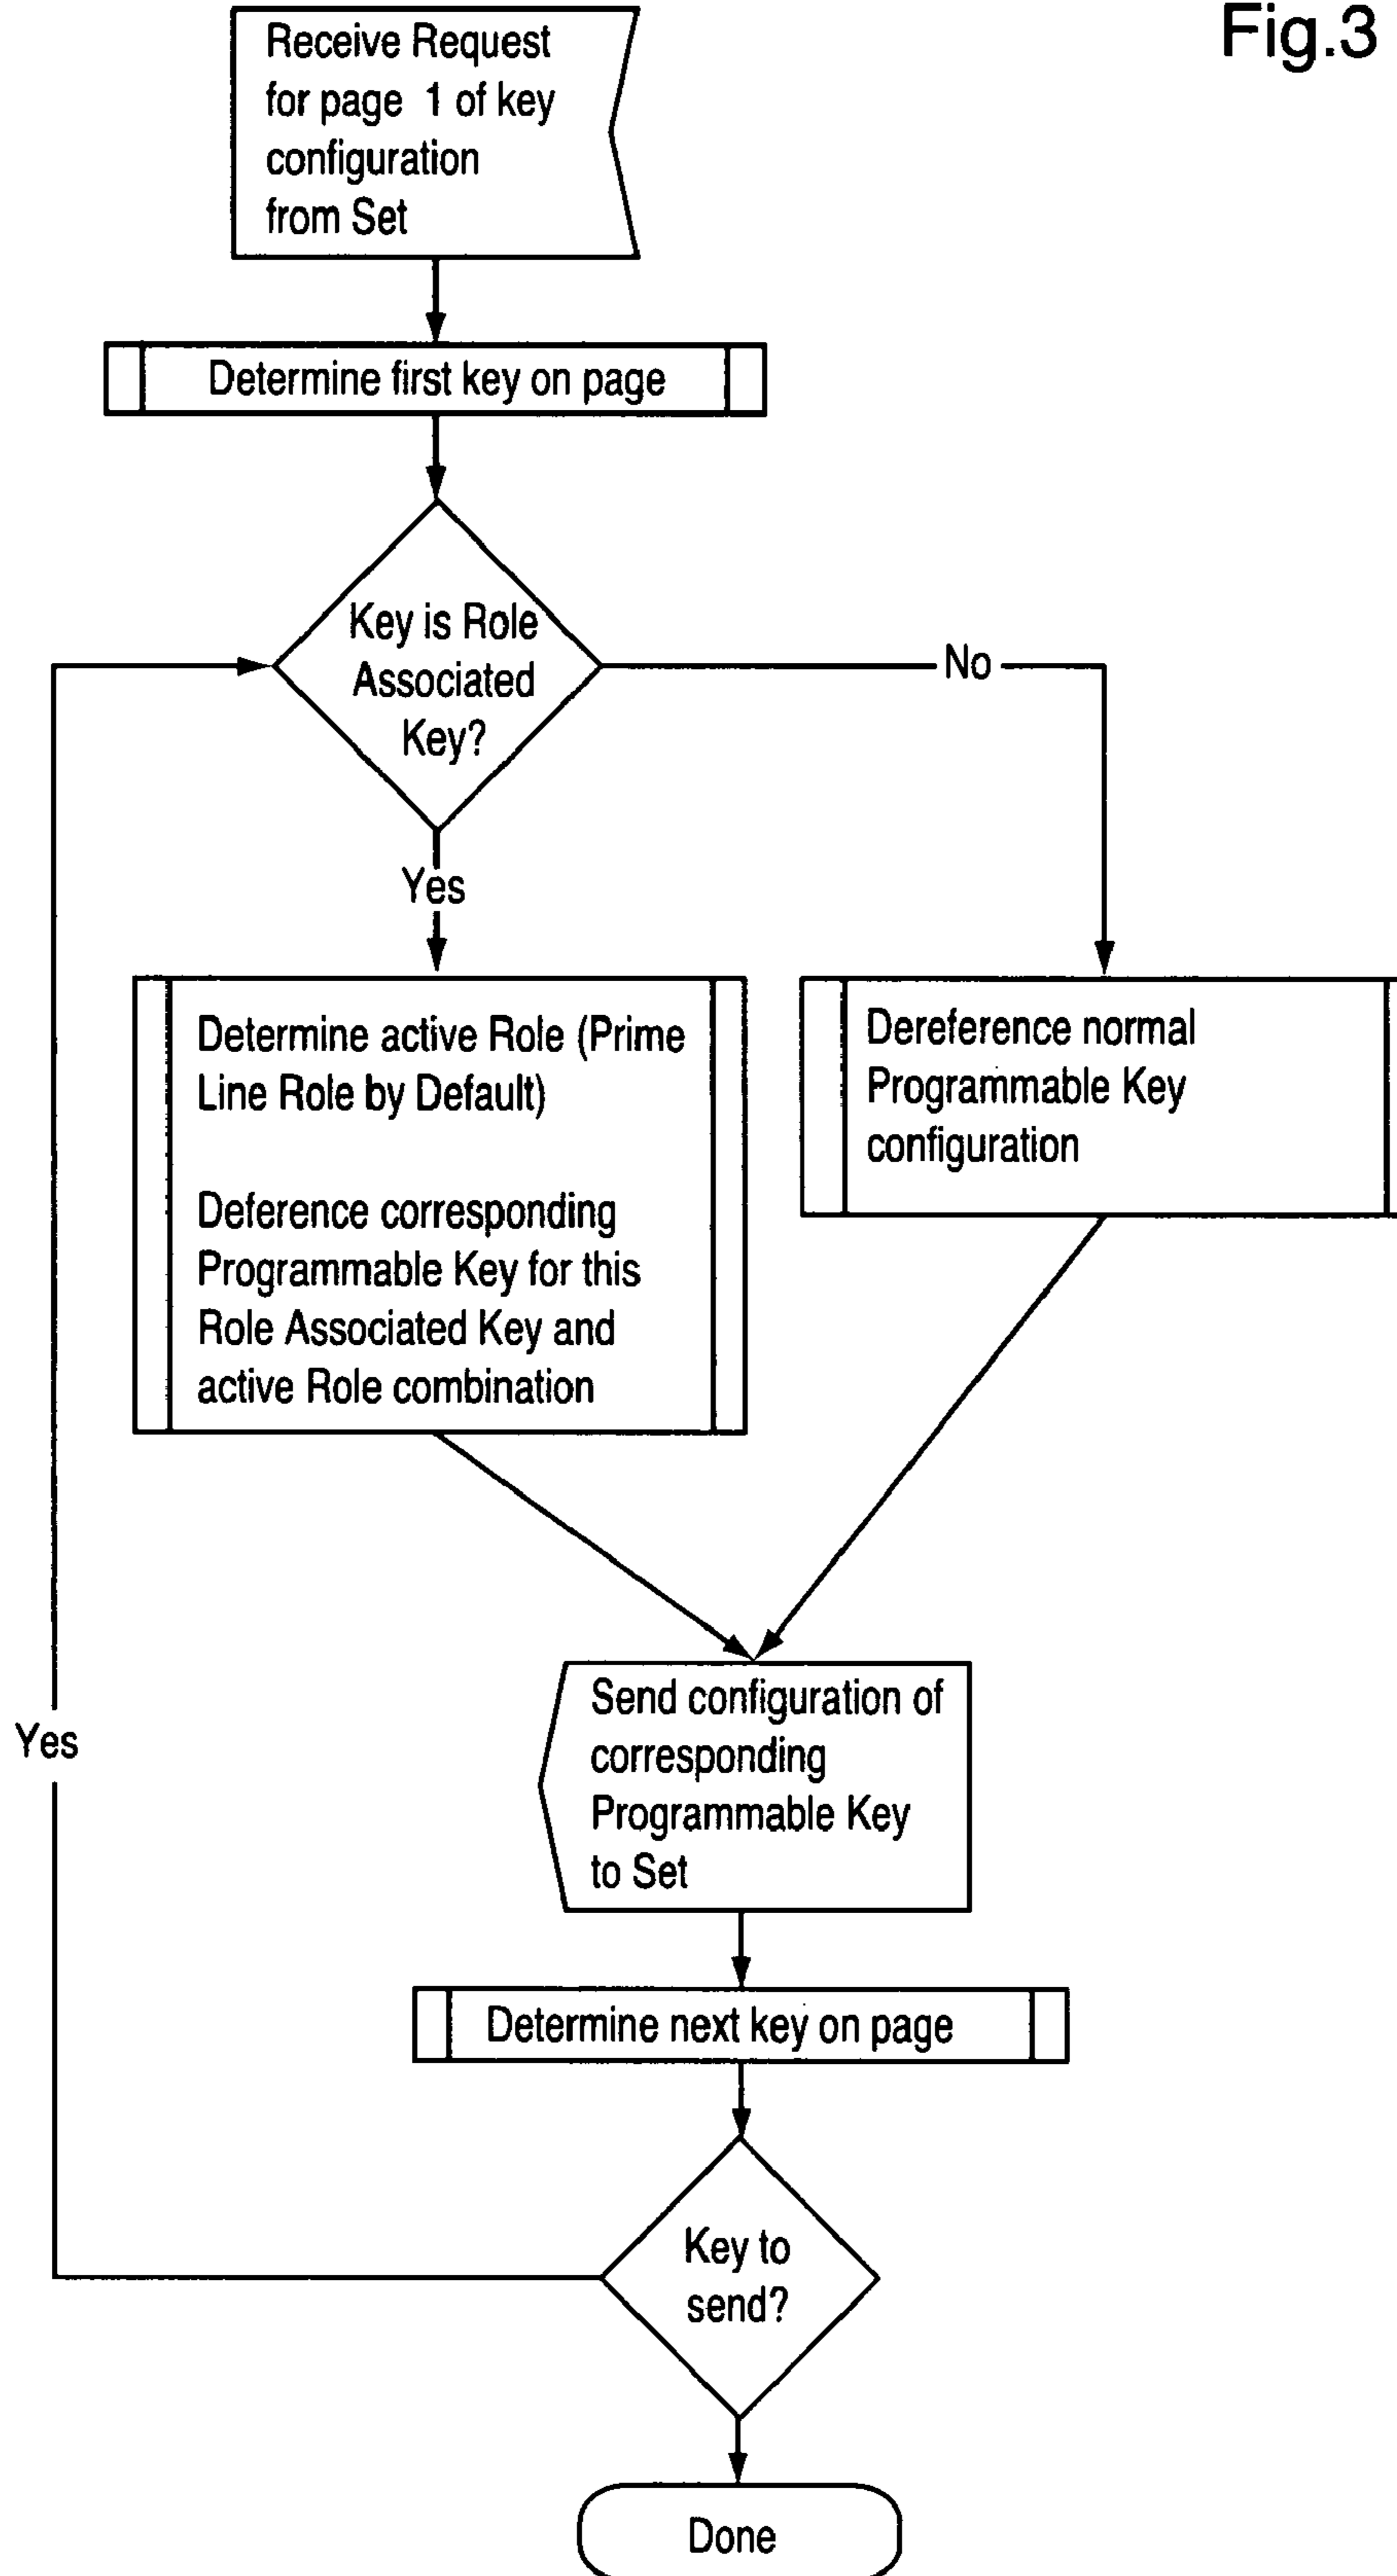 Fig.3
Receive Request
for page 1 of key
configuration
from Set
Determine first key on page
Key is Role
Associated
Key?
No
Yes
Determine active Role (Prime
Line Role by Default)
Deference corresponding
Programmable Key for this
Role Associated Key and
active Role combination
Dereference normal
Programmable Key
configuration
Send configuration of
corresponding
Programmable Key
to Set
Yes
Determine next key on page
Key to
send?
Done